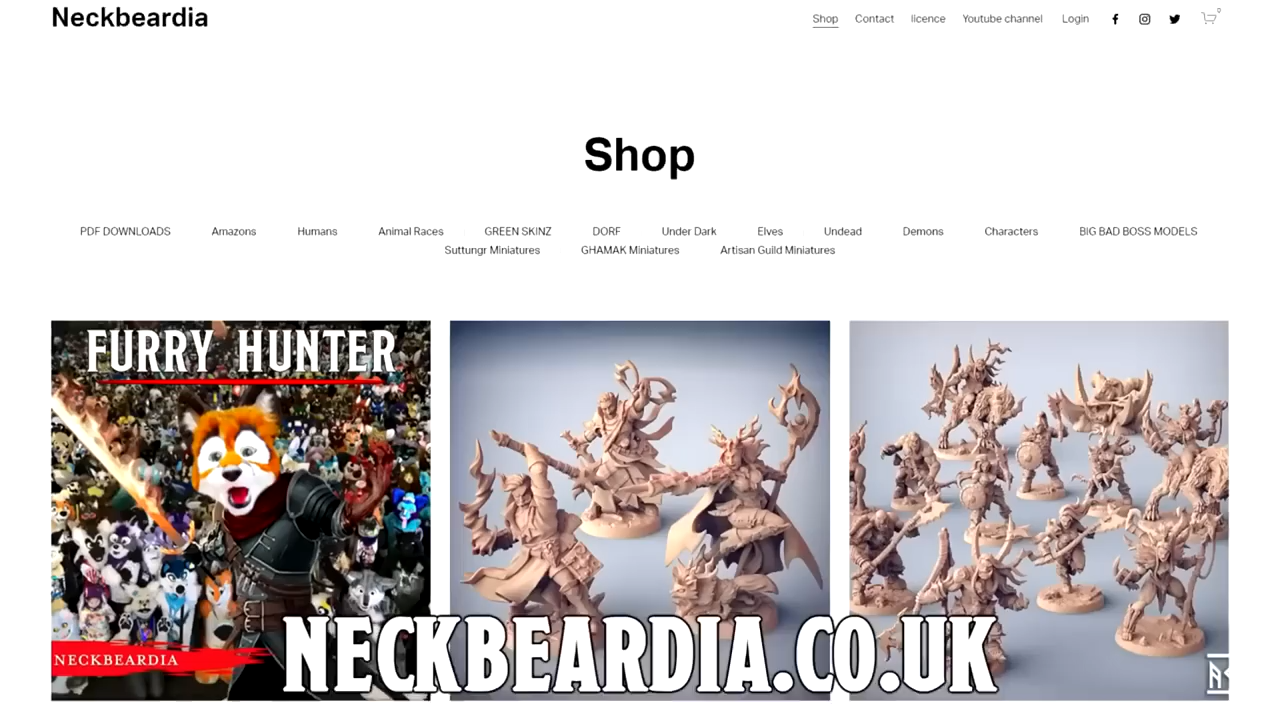 Neckbeardia
Shop Contact licence Youtube channel Login 0
Shop
PDF DOWNLOADS Amazons Humans Animal Races GREEN SKINZ DORF Under Dark Elves Undead Demons Characters BIG BAD BOSS MODELS
Suttungr Miniatures GHAMAK Miniatures Artisan Guild Miniatures
FURRY HUNTER
NECKBEARDIA
NECKBEARDIA.CO.UK